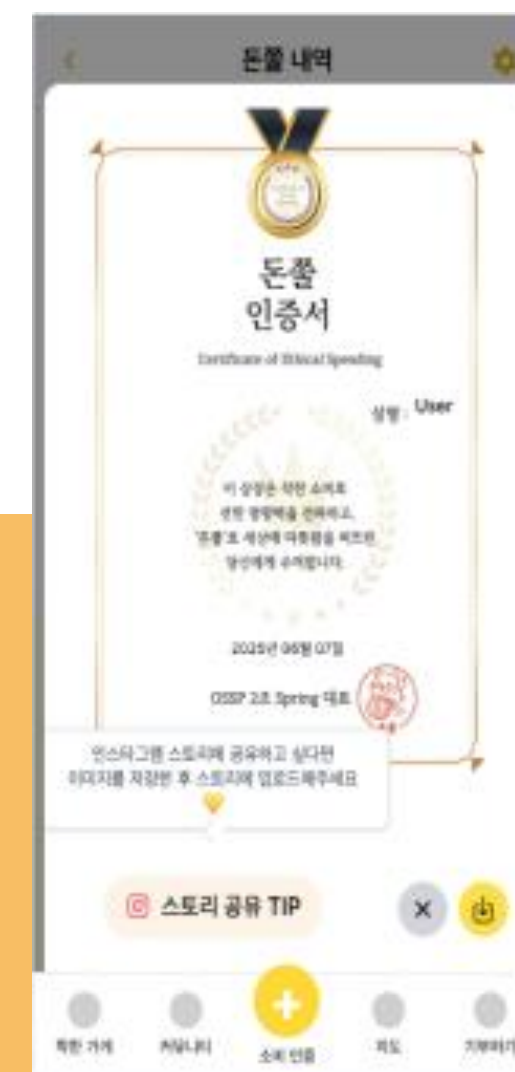 돈쭐 내역
돈쭐
인증서
Certificate of Ethical Spending
성명 : User
이 상장은 착한 소비로
선한 영향력을 전파하고,
'돈쭐'로 세상에 따뜻함을 퍼뜨린
당신에게 수여합니다.
2025년 06월 07일
OSSP 2조 Spring 대표
인스타그램 스토리에 공유하고 싶다면
이미지를 저장한 후 스토리에 업로드해주세요
스토리 공유 TIP
착한 가게
커뮤니티
소비 인증
지도
기부하기